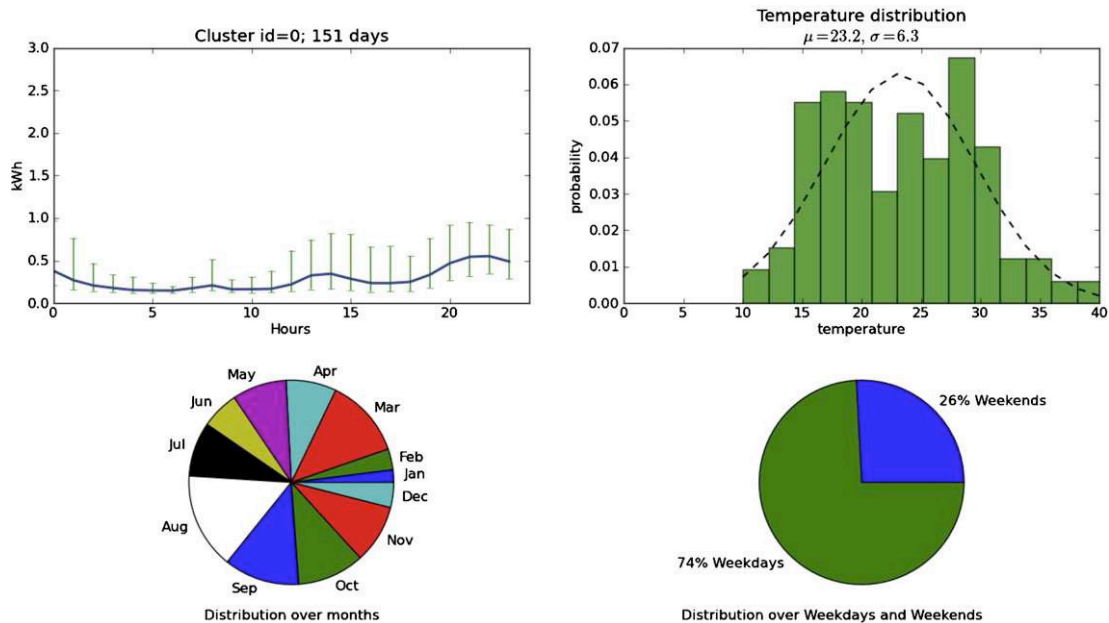 Cluster id=0; 151 days
3.0
2.5
2.0
1.5
1.0
0.5
0.0
kWh
0 5 10 15 20
Hours
Temperature distribution
μ=23.2, σ=6.3
0.07
0.06
0.05
0.04
0.03
0.02
0.01
0.00
probability
0 5 10 15 20 25 30 35 40
temperature
Apr
May
Mar
Jun
Jul
Feb
Jan
Dec
Aug
Nov
Sep
Oct
Distribution over months
26% Weekends
74% Weekdays
Distribution over Weekdays and Weekends